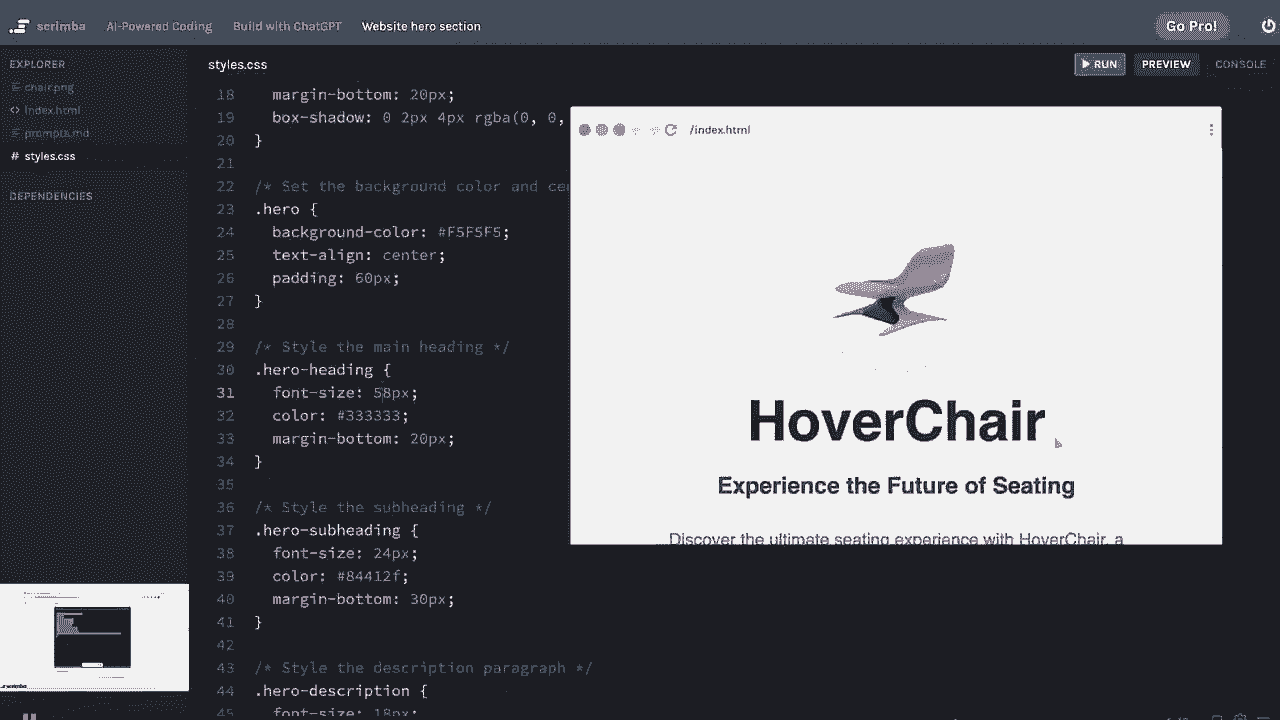 scrimba AI-Powered Coding Build with ChatGPT Website hero section Go Pro!
EXPLORER
chair.png
index.html
prompts.md
# styles.css
DEPENDENCIES
styles.css
RUN PREVIEW CONSOLE
18 margin-bottom: 20px;
19 box-shadow: 0 2px 4px rgba(0, 0,
20 }
21
22 /* Set the background color and cen
23 .hero {
24 background-color: #F5F5F5;
25 text-align: center;
26 padding: 60px;
27 }
28
29 /* Style the main heading */
30 .hero-heading {
31 font-size: 58px;
32 color: #333333;
33 margin-bottom: 20px;
34 }
35
36 /* Style the subheading */
37 .hero-subheading {
38 font-size: 24px;
39 color: #84412f;
40 margin-bottom: 30px;
41 }
42
43 /* Style the description paragraph */
44 .hero-description {
45 font-size: 18px;
/index.html
HoverChair
Experience the Future of Seating
Discover the ultimate seating experience with HoverChair, a